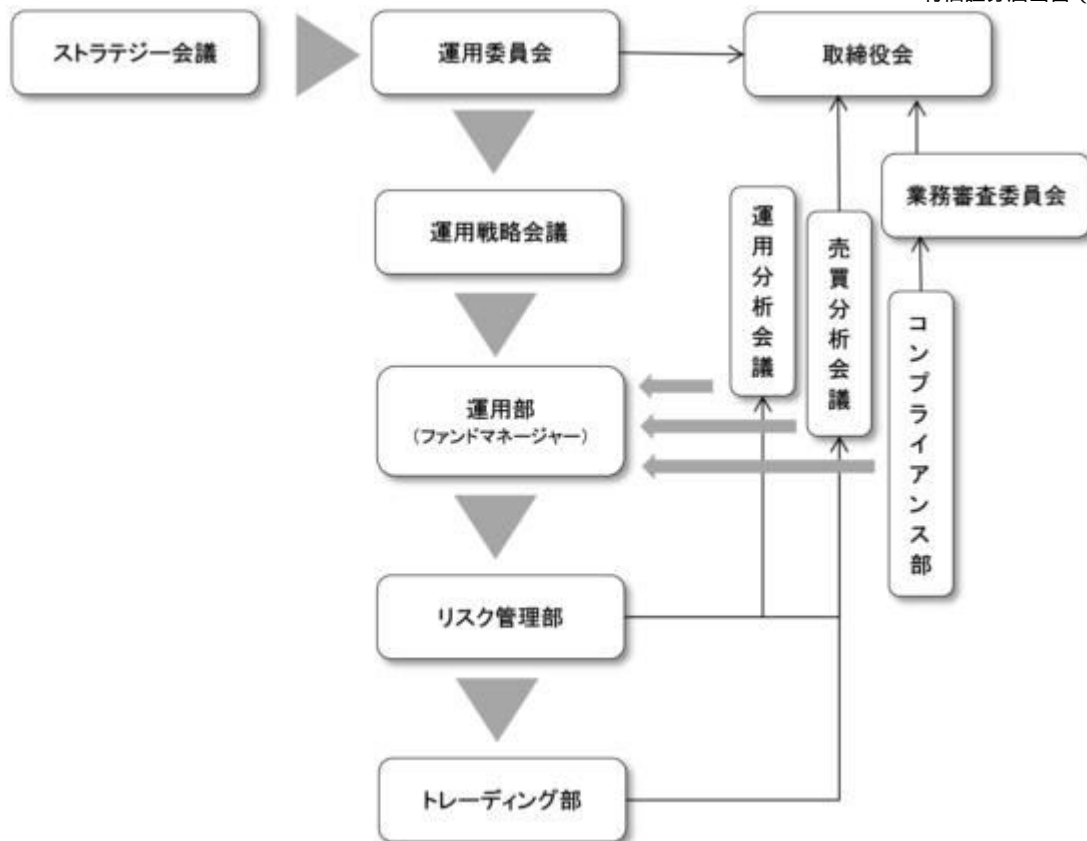 ストラテジー会議
運用委員会
取締役会
運用戦略会議
運用分析会議
売買分析会議
業務審査委員会
コンプライアンス部
運用部
(ファンドマネージャー)
リスク管理部
トレーディング部